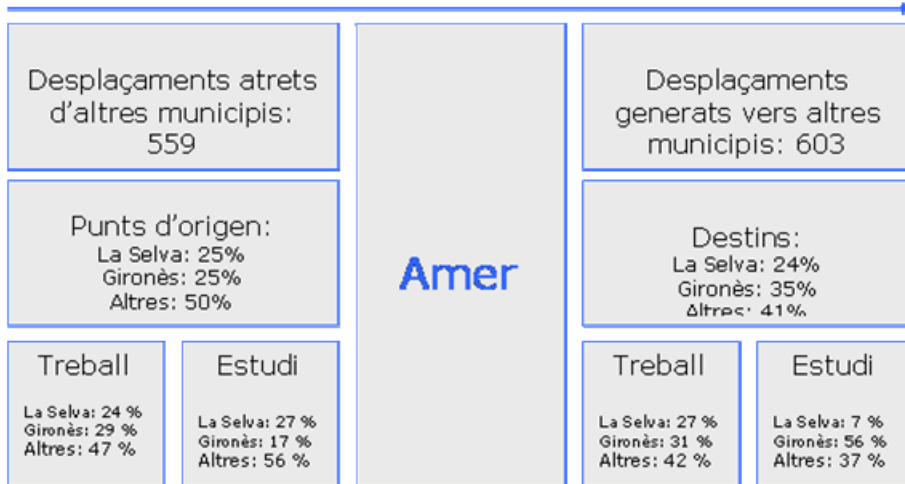 Desplaçaments atrets
d'altres municipis:
559
Punts d'origen:
La Selva: 25%
Gironès: 25%
Altres: 50%
Treball
La Selva: 24 %
Gironès: 29 %
Altres: 47 %
Estudi
La Selva: 27 %
Gironès: 17 %
Altres: 56 %
Amer
Desplaçaments
generats vers altres
municipis: 603
Destins:
La Selva: 24%
Gironès: 35%
Altres: 41%
Treball
La Selva: 27 %
Gironès: 31 %
Altres: 42 %
Estudi
La Selva: 7 %
Gironès: 56 %
Altres: 37 %